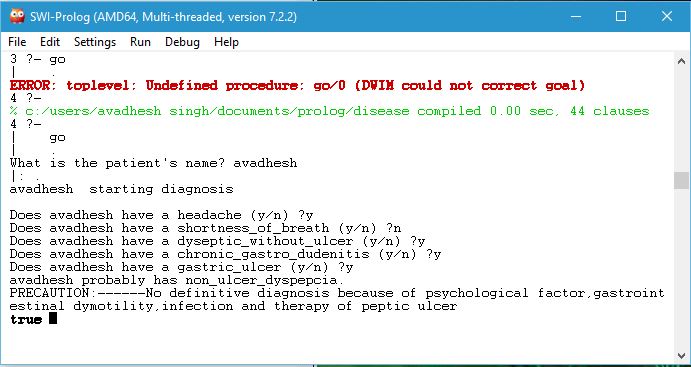 SWI-Prolog (AMD64, Multi-threaded, version 7.2.2)
File Edit Settings Run Debug Help
3 ?- go
| .
ERROR: toplevel: Undefined procedure: go/0 (DWIM could not correct goal)
4 ?-
% c:/users/avadhesh singh/documents/prolog/disease compiled 0.00 sec, 44 clauses
4 ?-
| go
| .
What is the patient's name? avadhesh
|: .
avadhesh starting diagnosis
Does avadhesh have a headache (y/n) ?y
Does avadhesh have a shortness_of_breath (y/n) ?n
Does avadhesh have a dyseptic_without_ulcer (y/n) ?y
Does avadhesh have a chronic_gastro_dudenitis (y/n) ?y
Does avadhesh have a gastric_ulcer (y/n) ?y
avadhesh probably has non_ulcer_dyspepcia.
PRECAUTION:------No definitive diagnosis because of psychological factor,gastroint
estinal dymotility,infection and therapy of peptic ulcer
true